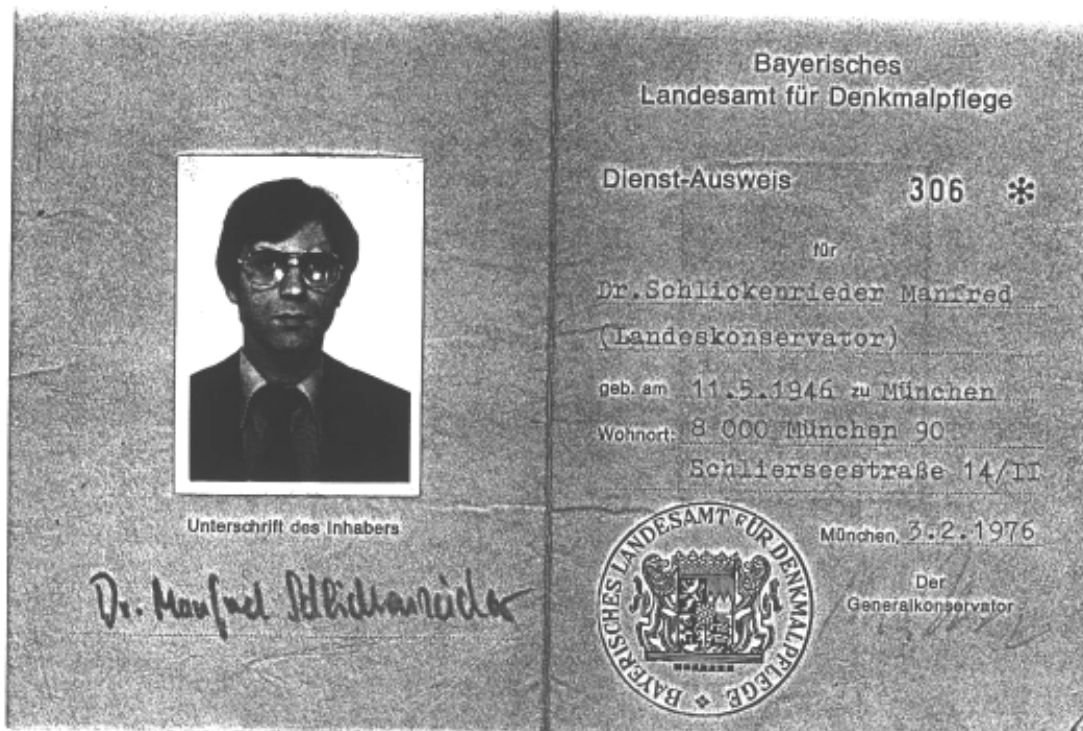 Unterschrift des Inhabers
Dr. Manfred Schlickenrieder
Bayerisches
Landesamt für Denkmalpflege
Dienst-Ausweis 306 *
für
Dr.Schlickenrieder Manfred
(Landeskonservator)
geb. am 11.5.1946 zu München
Wohnort: 8 000 München 90
Schlierseestraße 14/II
München, 3.2.1976
Der
Generalkonservator
BAYERISCHES LANDESAMT FÜR DENKMALPFLEGE